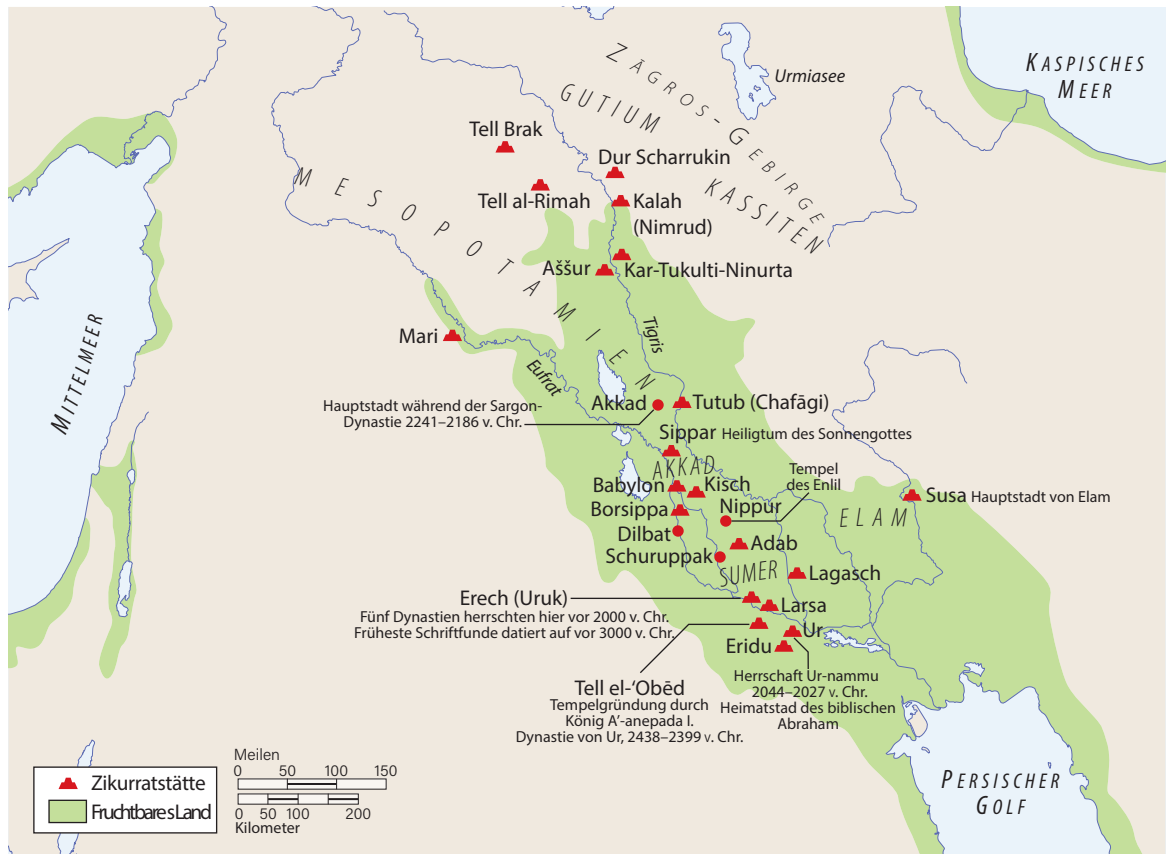 KASPISCHES
MEER
Urmiasee
ZĀGROS-GEBIRGE
GUTIUM
KASSITEN
Tell Brak
Dur Scharrukin
Tell al-Rimah
Kalah
(Nimrud)
MESOPOTAMIEN
Aššur
Kar-Tukulti-Ninurta
Mari
Tigris
Eufrat
MITTELMEER
Hauptstadt während der Sargon-
Dynastie 2241–2186 v. Chr.
Akkad
Tutub (Chafāgi)
Sippar Heiligtum des Sonnengottes
AKKAD
Tempel
des Enlil
Babylon
Kisch
Susa Hauptstadt von Elam
Borsippa
Nippur
ELAM
Dilbat
Adab
Schuruppak
SUMER
Lagasch
Erech (Uruk)
Fünf Dynastien herrschten hier vor 2000 v. Chr.
Früheste Schriftfunde datiert auf vor 3000 v. Chr.
Larsa
Ur
Eridu
Tell el-‘Obēd
Tempelgründung durch
König A’-anepada I.
Dynastie von Ur, 2438–2399 v. Chr.
Herrschaft Ur-nammu
2044–2027 v. Chr.
Heimatstad des biblischen
Abraham
PERSISCHER
GOLF
Meilen
0 50 100 150
0 50 100 200
Kilometer
Zikurratstätte
Fruchtbares Land